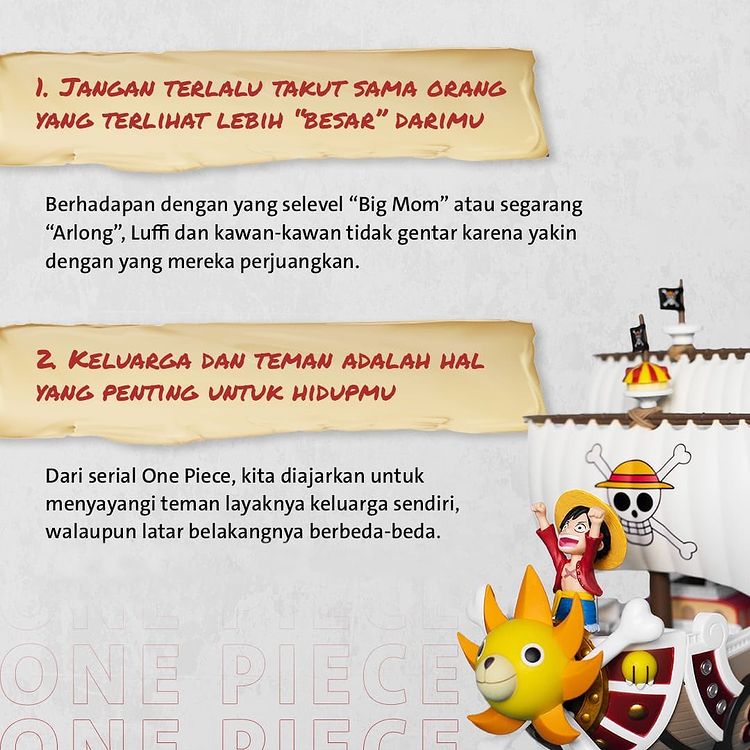 1. JANGAN TERLALU TAKUT SAMA ORANG
YANG TERLIHAT LEBIH “BESAR” DARIMU
Berhadapan dengan yang selevel “Big Mom” atau segarang
“Arlong”, Luffi dan kawan-kawan tidak gentar karena yakin
dengan yang mereka perjuangkan.
2. KELUARGA DAN TEMAN ADALAH HAL
YANG PENTING UNTUK HIDUPMU
Dari serial One Piece, kita diajarkan untuk
menyayangi teman layaknya keluarga sendiri,
walaupun latar belakangnya berbeda-beda.
ONE PIECE
ONE PIECE
ONE PIECE